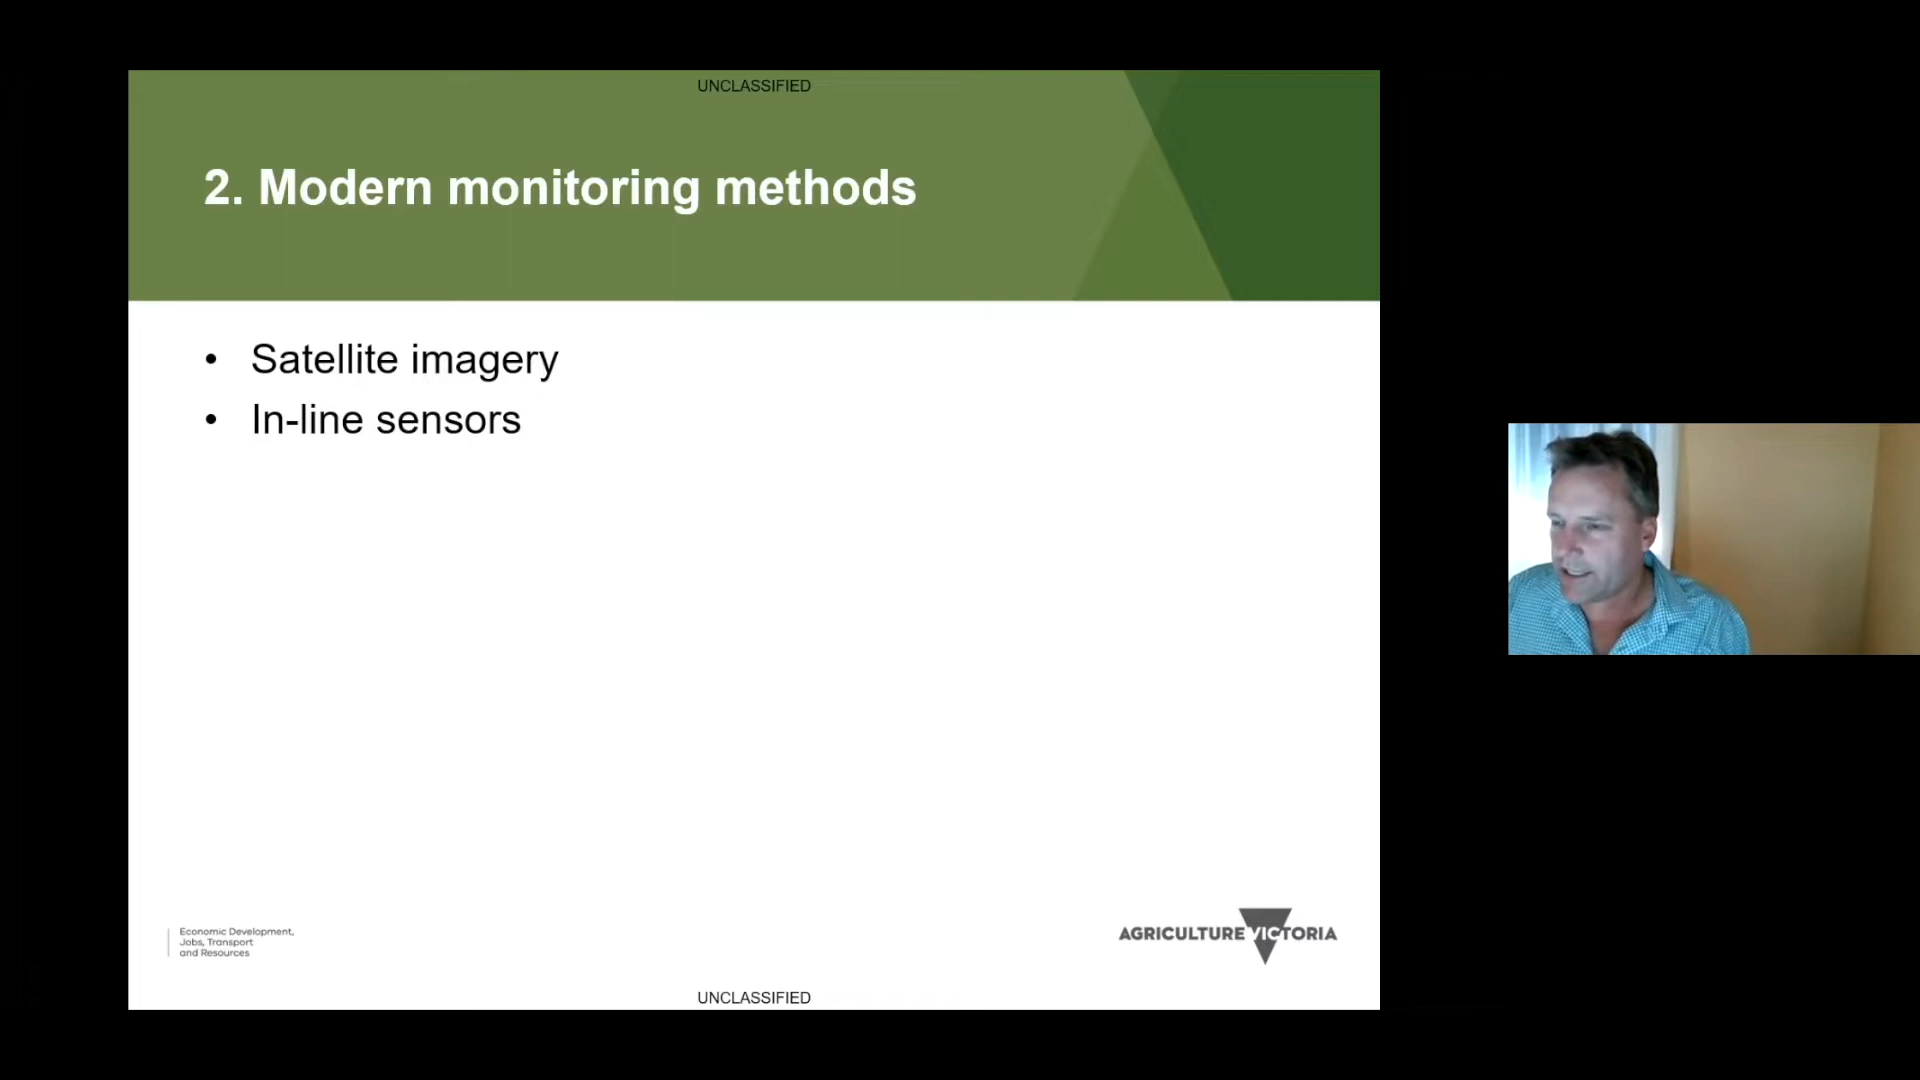 UNCLASSIFIED
2. Modern monitoring methods
• Satellite imagery
• In-line sensors
Economic Development,
Jobs, Transport
and Resources
AGRICULTURE VICTORIA
UNCLASSIFIED